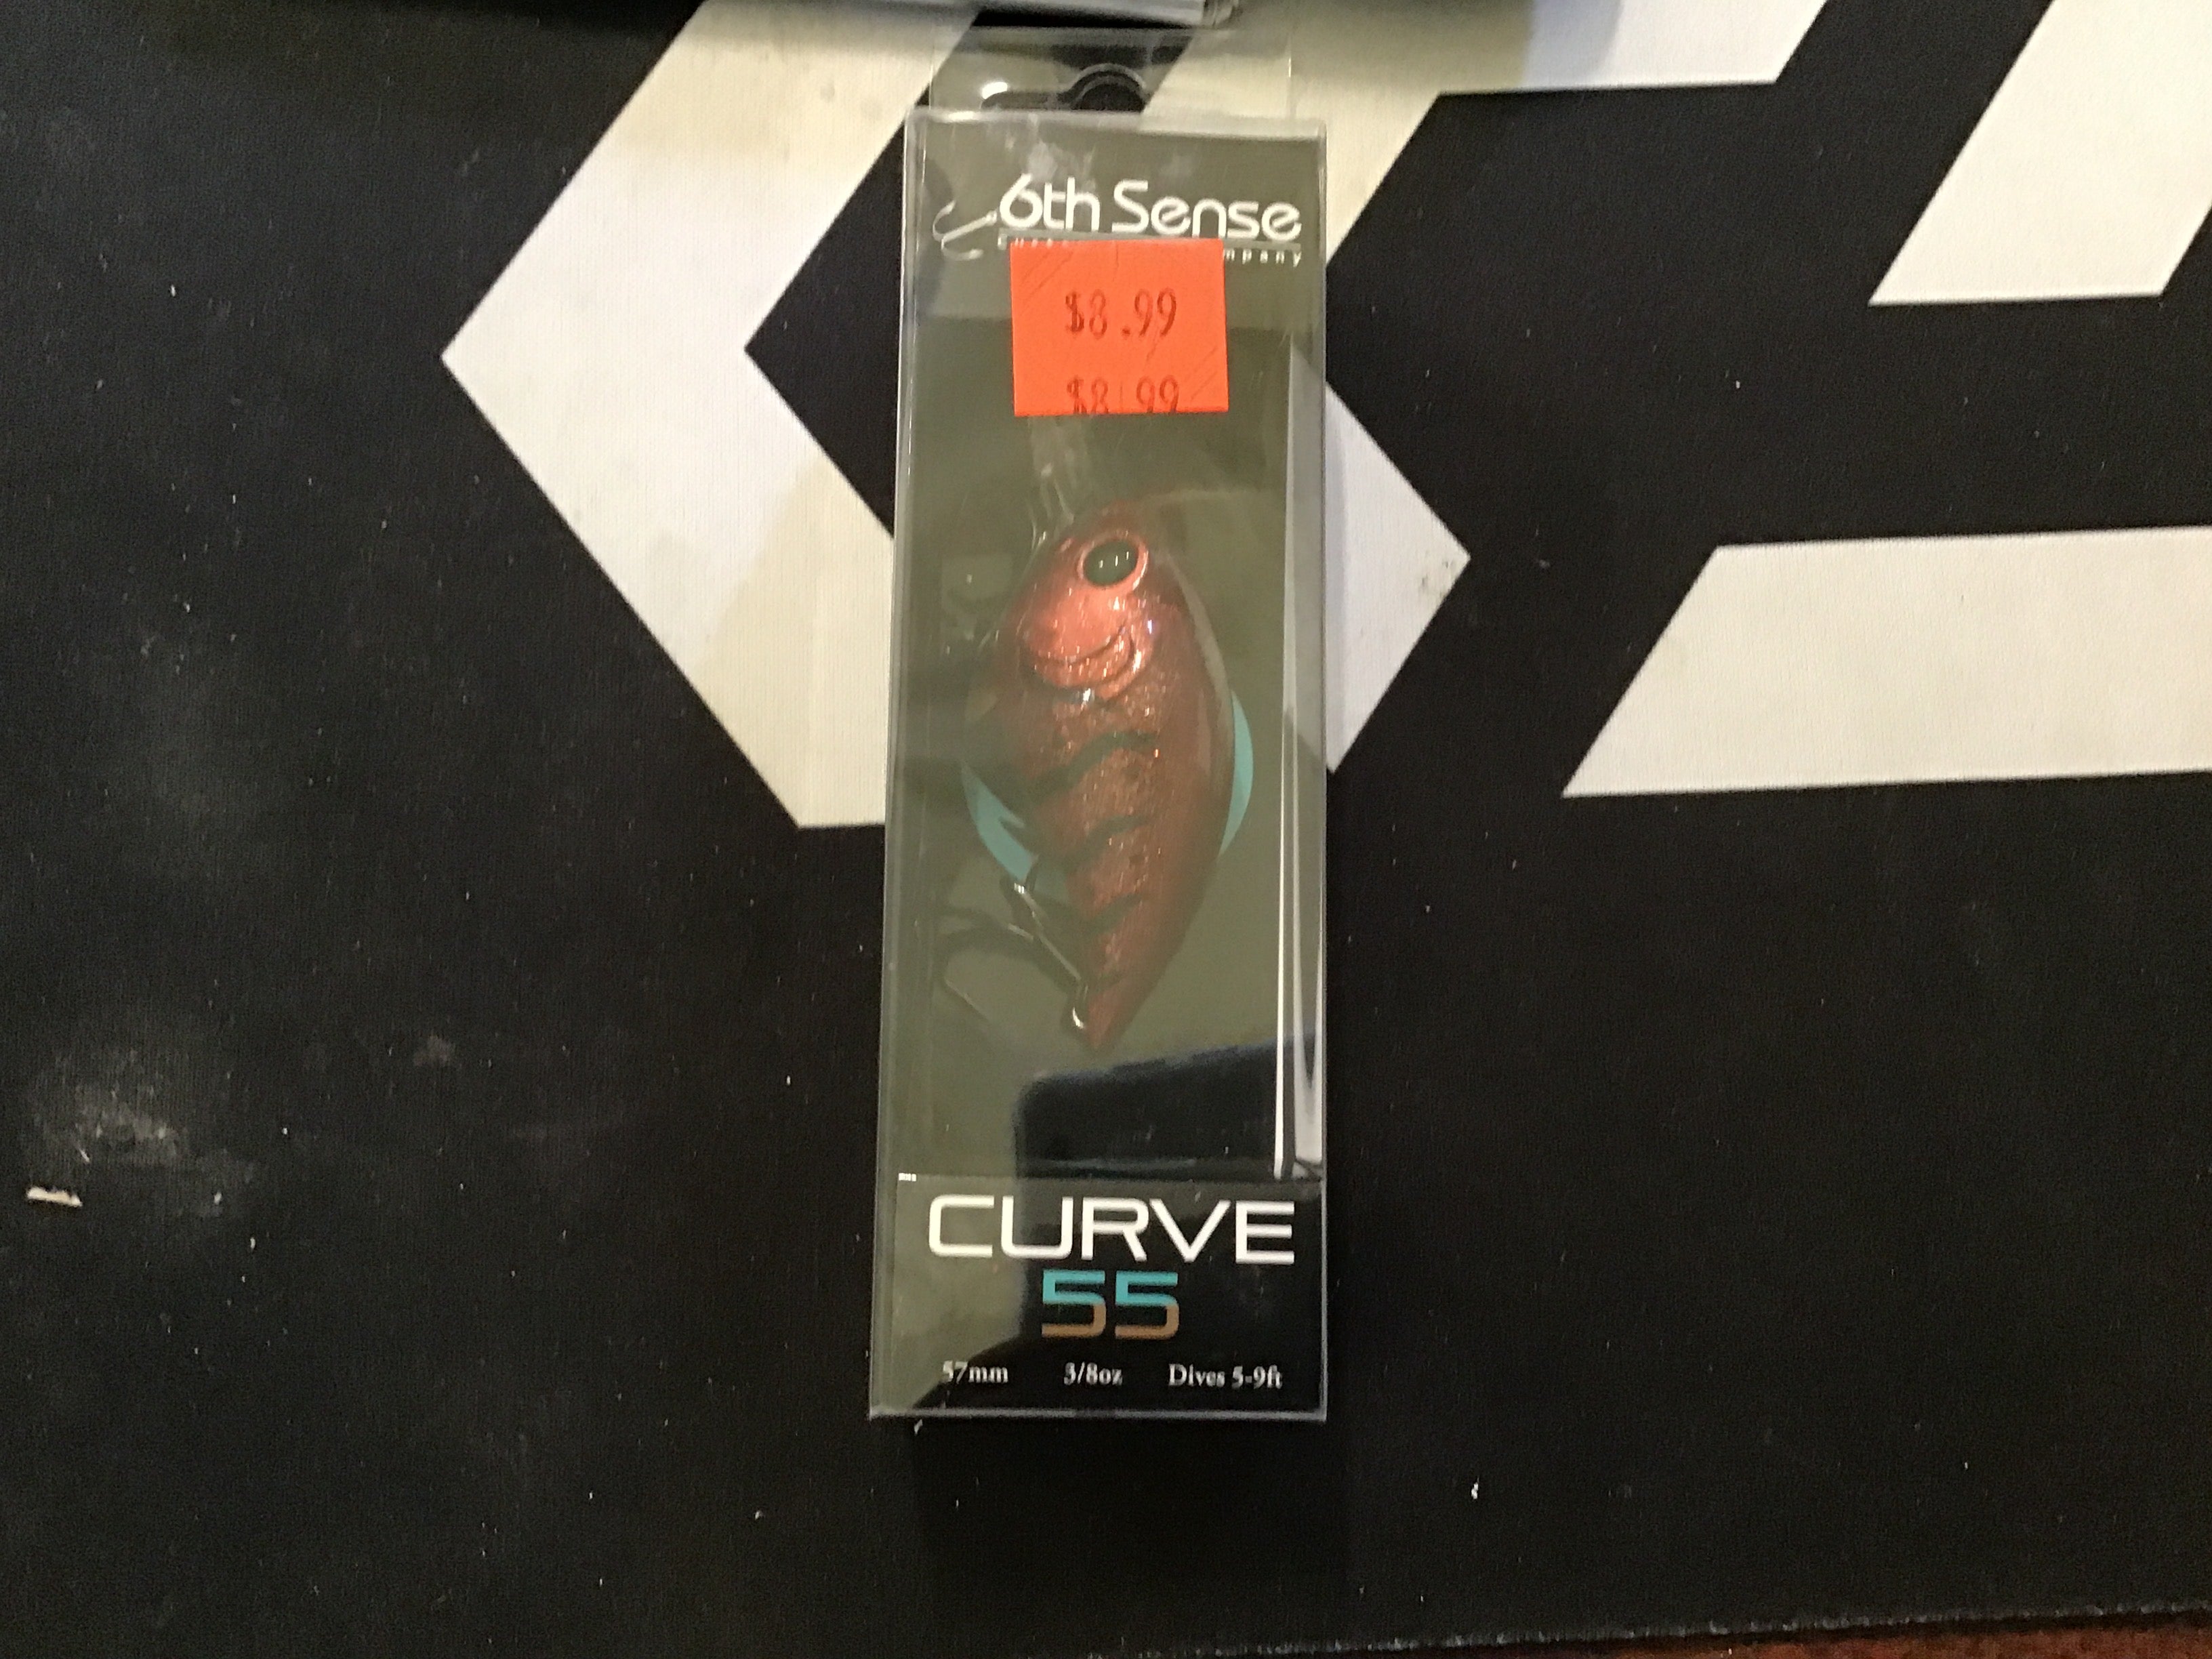 6th Sense
$8.99
$8.99
CURVE
55
57mm 3/8oz Dives 5-9ft